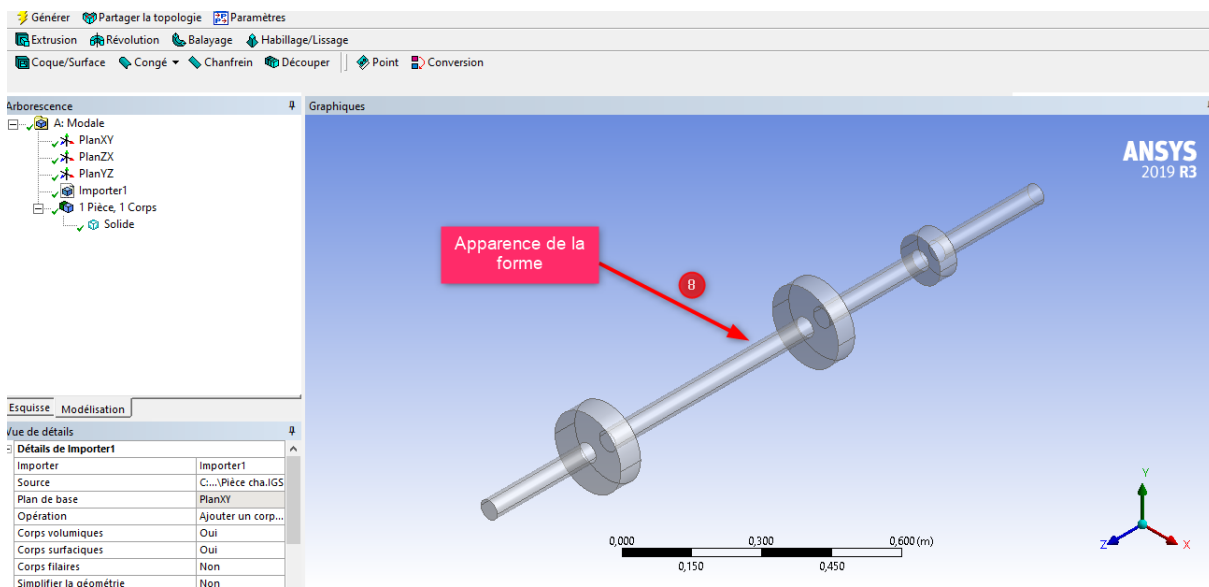 Générer Partager la topologie Paramètres
Extrusion Révolution Balayage Habillage/Lissage
Coque/Surface Congé Chanfrein Découper Point Conversion
Arborescence
A: Modale
PlanXY
PlanZX
PlanYZ
Importer1
1 Pièce, 1 Corps
Solide
Esquisse Modélisation
Vue de détails
Détails de Importer1
Importer Importer1
Source C:...\Pièce cha.IGS
Plan de base PlanXY
Opération Ajouter un corp...
Corps volumiques Oui
Corps surfaciques Oui
Corps filaires Non
Simplifier la géométrie Non
Graphiques
ANSYS
2019 R3
Apparence de la
forme
8
0,000 0,300 0,600 (m)
0,150 0,450
Y
Z X